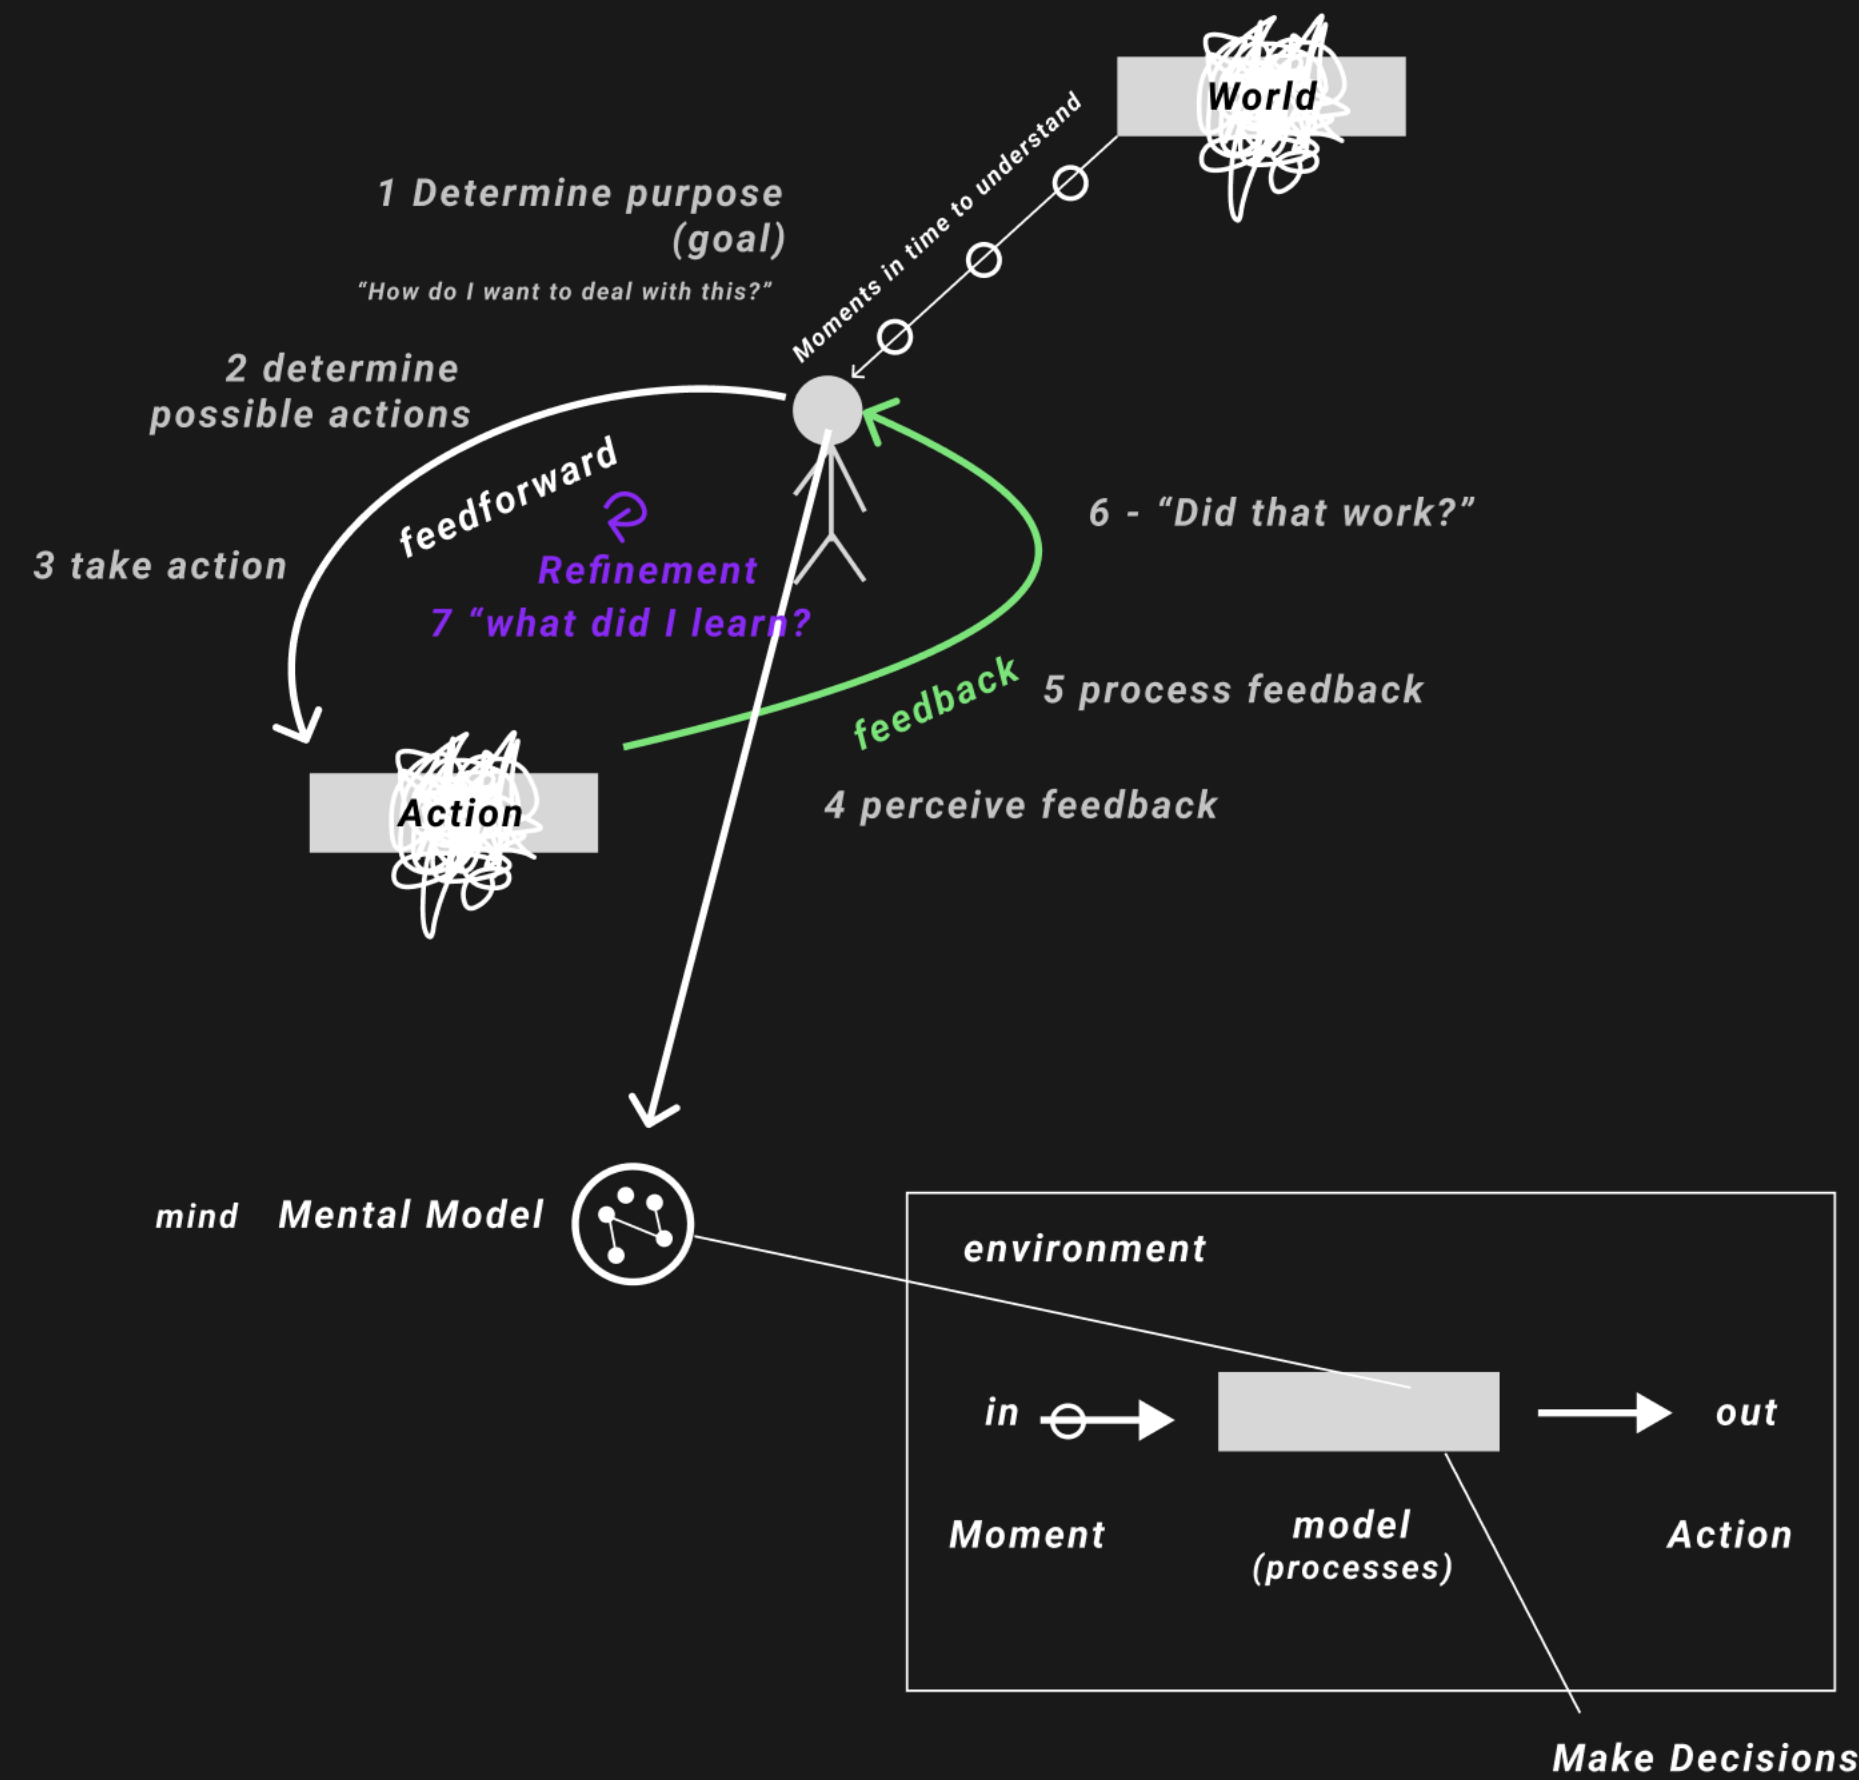 World
Moments in time to understand
1 Determine purpose
(goal)
“How do I want to deal with this?”
2 determine
possible actions
feedforward
3 take action
Refinement
7 “what did I learn?
6 - “Did that work?”
feedback
5 process feedback
4 perceive feedback
Action
mind Mental Model
environment
in
out
Moment
model
(processes)
Action
Make Decisions